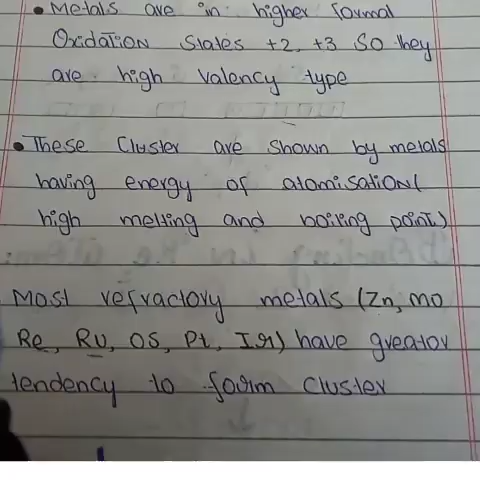 • Metals are in higher formal
Oxidation States +2, +3 So they
are high Valency type
• These Cluster are shown by metals
having energy of atomisation(
high melting and boiling point)
Most refractory metals (Zn, mo
Re, Ru, OS, Pt, Ir) have greator
tendency to form Cluster